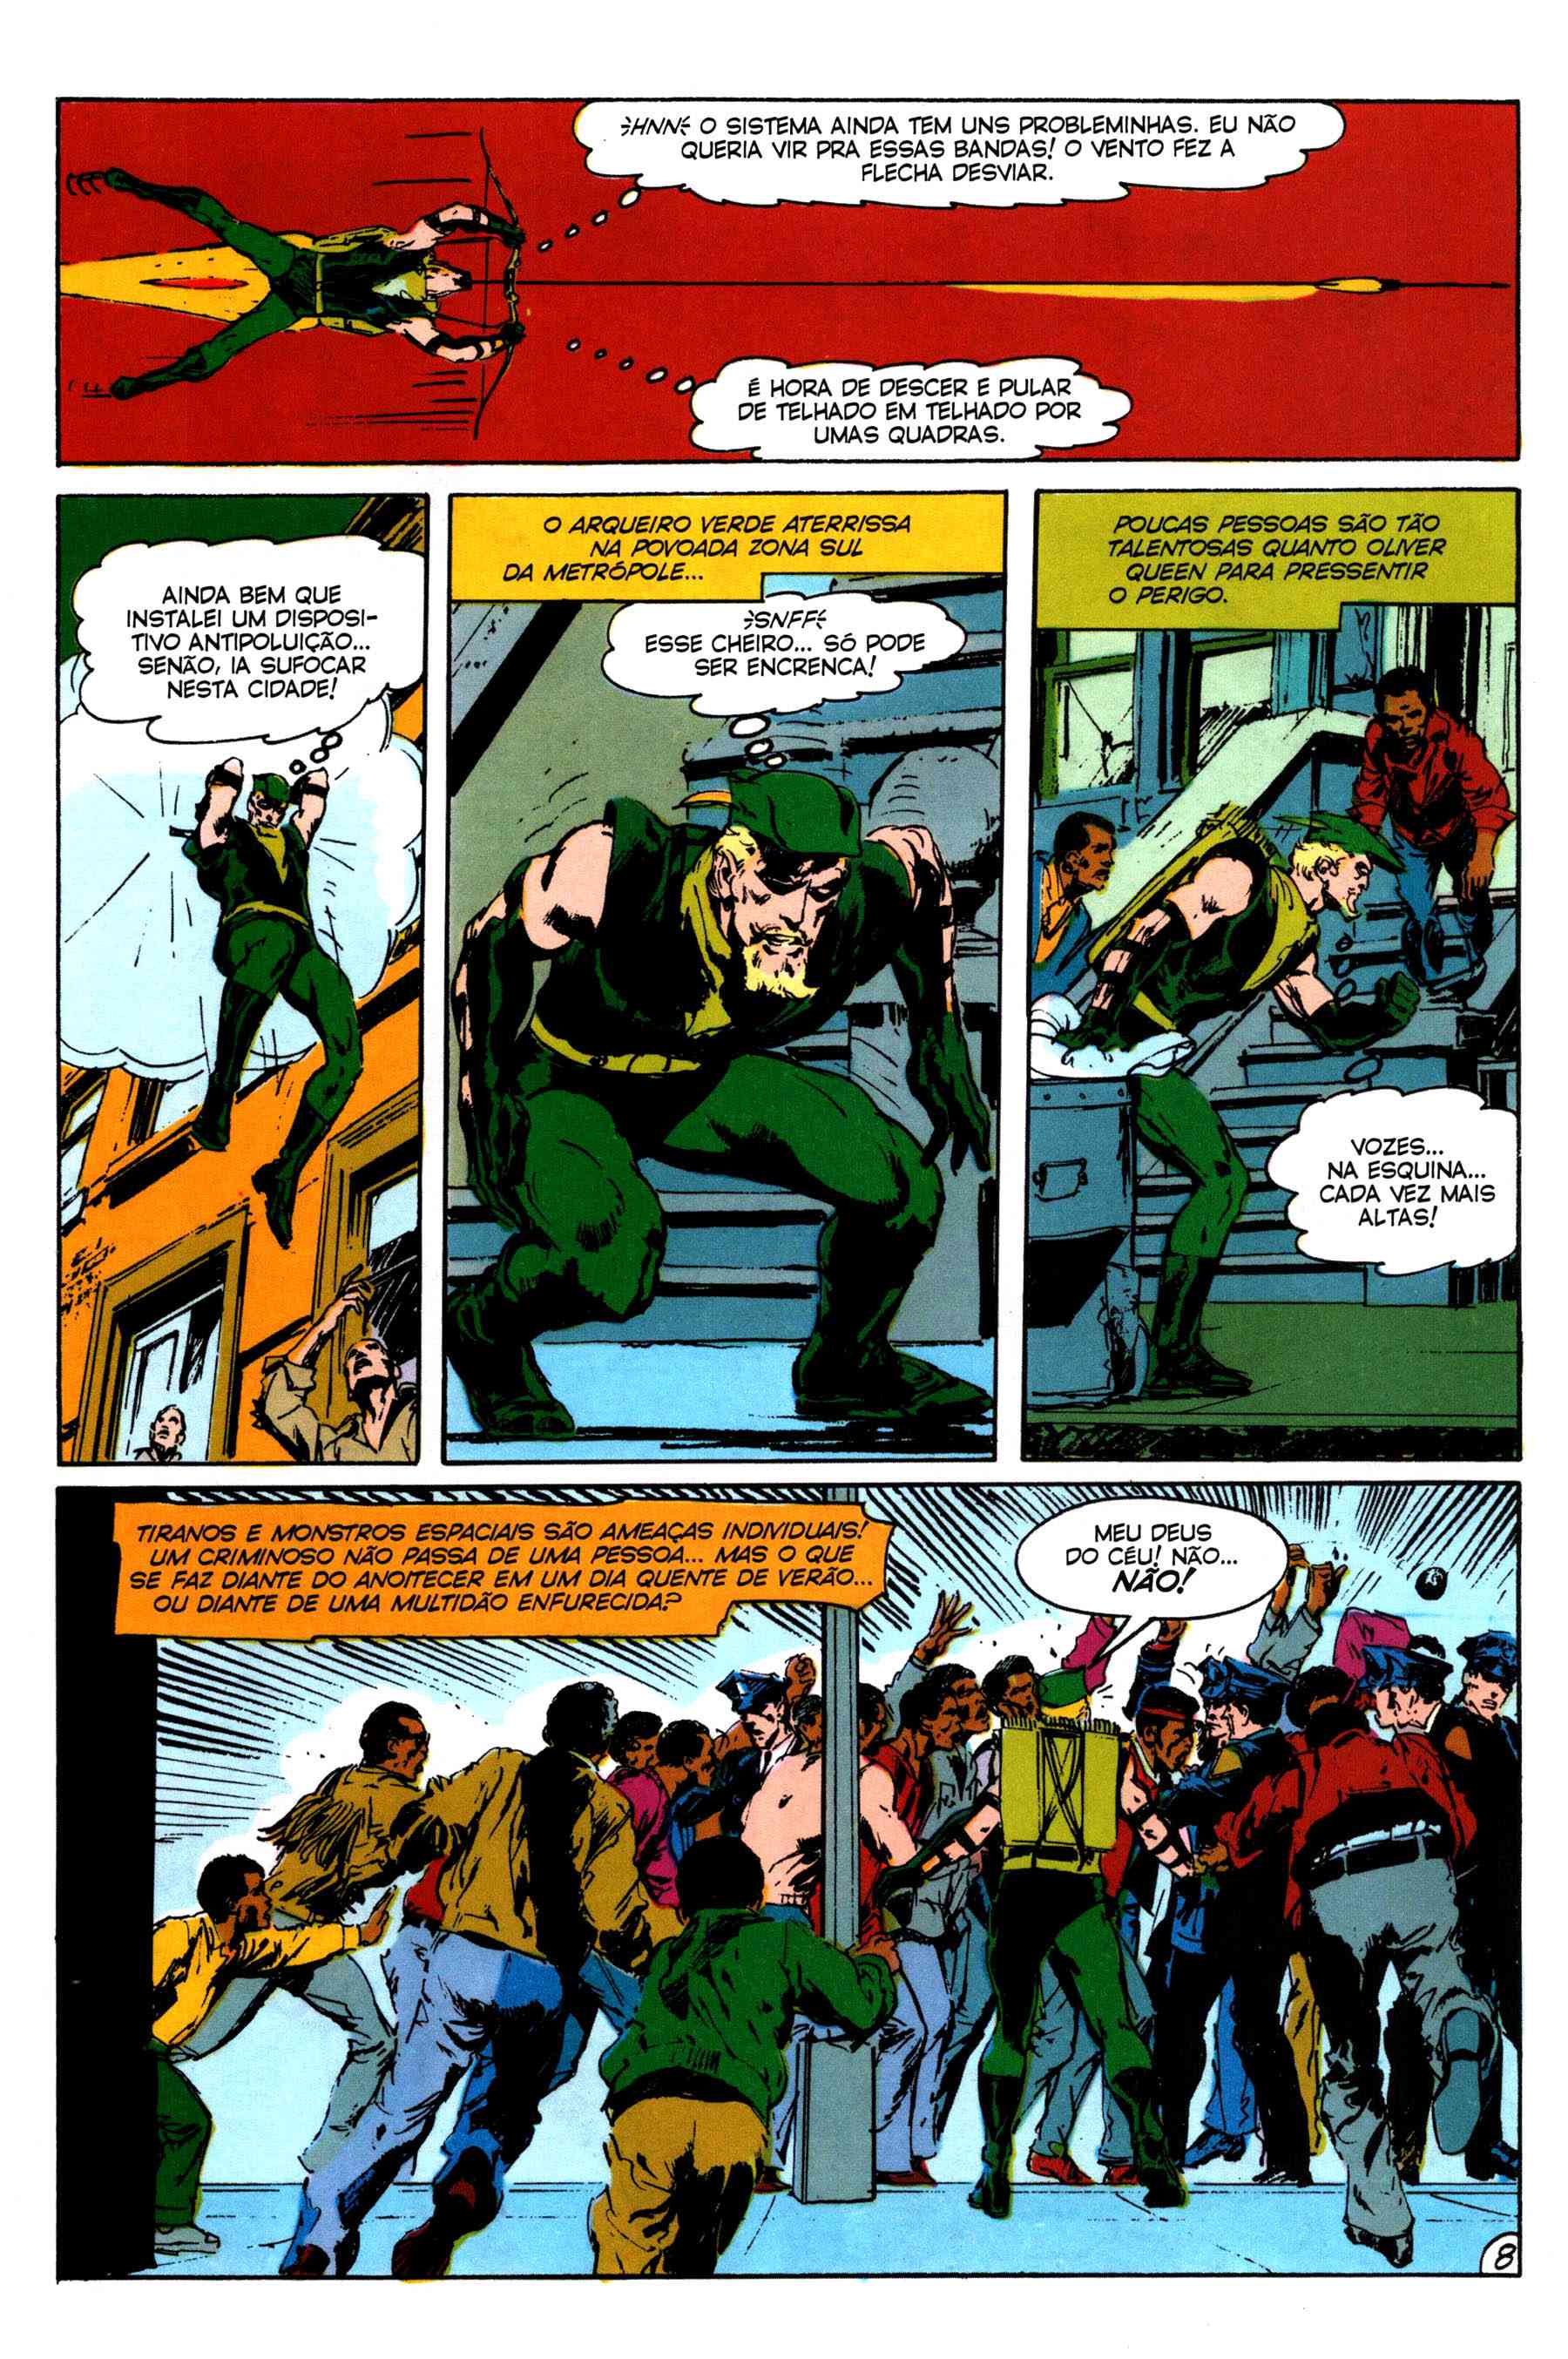 ⩾HNN⩽ O SISTEMA AINDA TEM UNS PROBLEMINHAS. EU NÃO
QUERIA VIR PRA ESSAS BANDAS! O VENTO FEZ A
FLECHA DESVIAR.
É HORA DE DESCER E PULAR
DE TELHADO EM TELHADO POR
UMAS QUADRAS.
AINDA BEM QUE
INSTALEI UM DISPOSI-
TIVO ANTIPOLUIÇÃO...
SENÃO, IA SUFOCAR
NESTA CIDADE!
O ARQUEIRO VERDE ATERRISSA
NA POVOADA ZONA SUL
DA METRÓPOLE...
⩾SNFF⩽
ESSE CHEIRO... SÓ PODE
SER ENCRENCA!
POUCAS PESSOAS SÃO TÃO
TALENTOSAS QUANTO OLIVER
QUEEN PARA PRESSENTIR
O PERIGO.
VOZES...
NA ESQUINA...
CADA VEZ MAIS
ALTAS!
TIRANOS E MONSTROS ESPACIAIS SÃO AMEAÇAS INDIVIDUAIS!
UM CRIMINOSO NÃO PASSA DE UMA PESSOA... MAS O QUE
SE FAZ DIANTE DO ANOITECER EM UM DIA QUENTE DE VERÃO...
OU DIANTE DE UMA MULTIDÃO ENFURECIDA?
MEU DEUS
DO CÉU! NÃO...
NÃO!
8